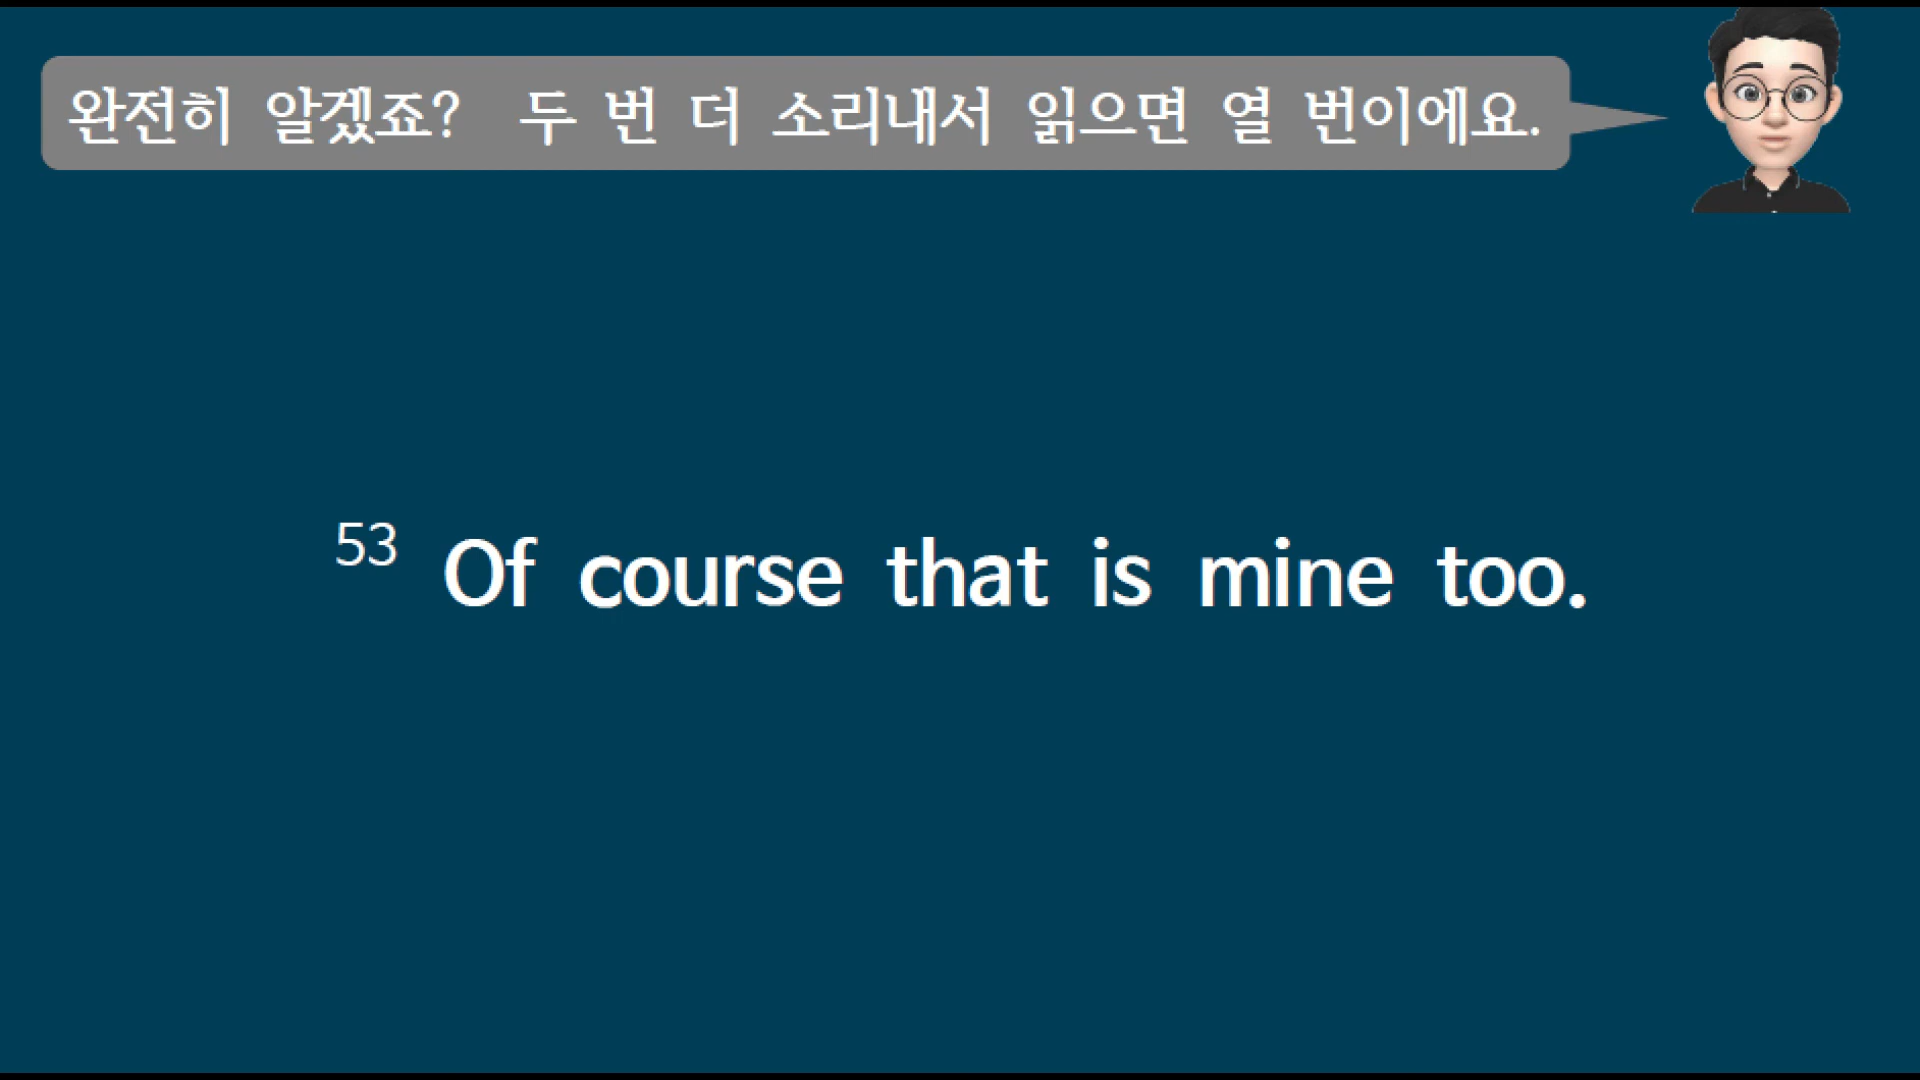 완전히 알겠죠? 두 번 더 소리내서 읽으면 열 번이에요.
53 Of course that is mine too.